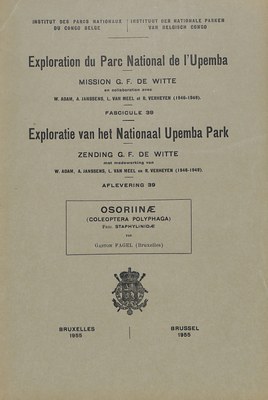 INSTITUT DES PARCS NATIONAUX
DU CONGO BELGE
INSTITUUT DER NATIONALE PARKEN
VAN BELGISCH CONGO
Exploration du Parc National de l'Upemba
MISSION G. F. DE WITTE
en collaboration avec
W. ADAM, A. JANSSENS, L. VAN MEEL et R. VERHEYEN (1946-1949).
FASCICULE 39
Exploratie van het Nationaal Upemba Park
ZENDING G. F. DE WITTE
met medewerking van
W. ADAM, A. JANSSENS, L. VAN MEEL en R. VERHEYEN (1946-1949).
AFLEVERING 39
OSORIINÆ
(COLEOPTERA POLYPHAGA)
Fam. STAPHYLINIDÆ
PAR
Gaston FAGEL (Bruxelles)
BRUXELLES
1955
BRUSSEL
1955